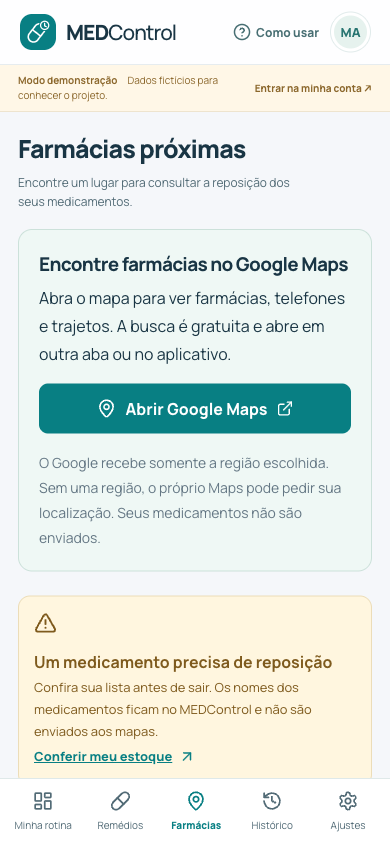 MEDControl
Como usar
MA
Modo demonstração Dados fictícios para
conhecer o projeto.
Entrar na minha conta
Farmácias próximas
Encontre um lugar para consultar a reposição dos
seus medicamentos.
Encontre farmácias no Google Maps
Abra o mapa para ver farmácias, telefones
e trajetos. A busca é gratuita e abre em
outra aba ou no aplicativo.
Abrir Google Maps
O Google recebe somente a região escolhida.
Sem uma região, o próprio Maps pode pedir sua
localização. Seus medicamentos não são
enviados.
Um medicamento precisa de reposição
Confira sua lista antes de sair. Os nomes dos
medicamentos ficam no MEDControl e não são
enviados aos mapas.
Conferir meu estoque
Minha rotina
Remédios
Farmácias
Histórico
Ajustes